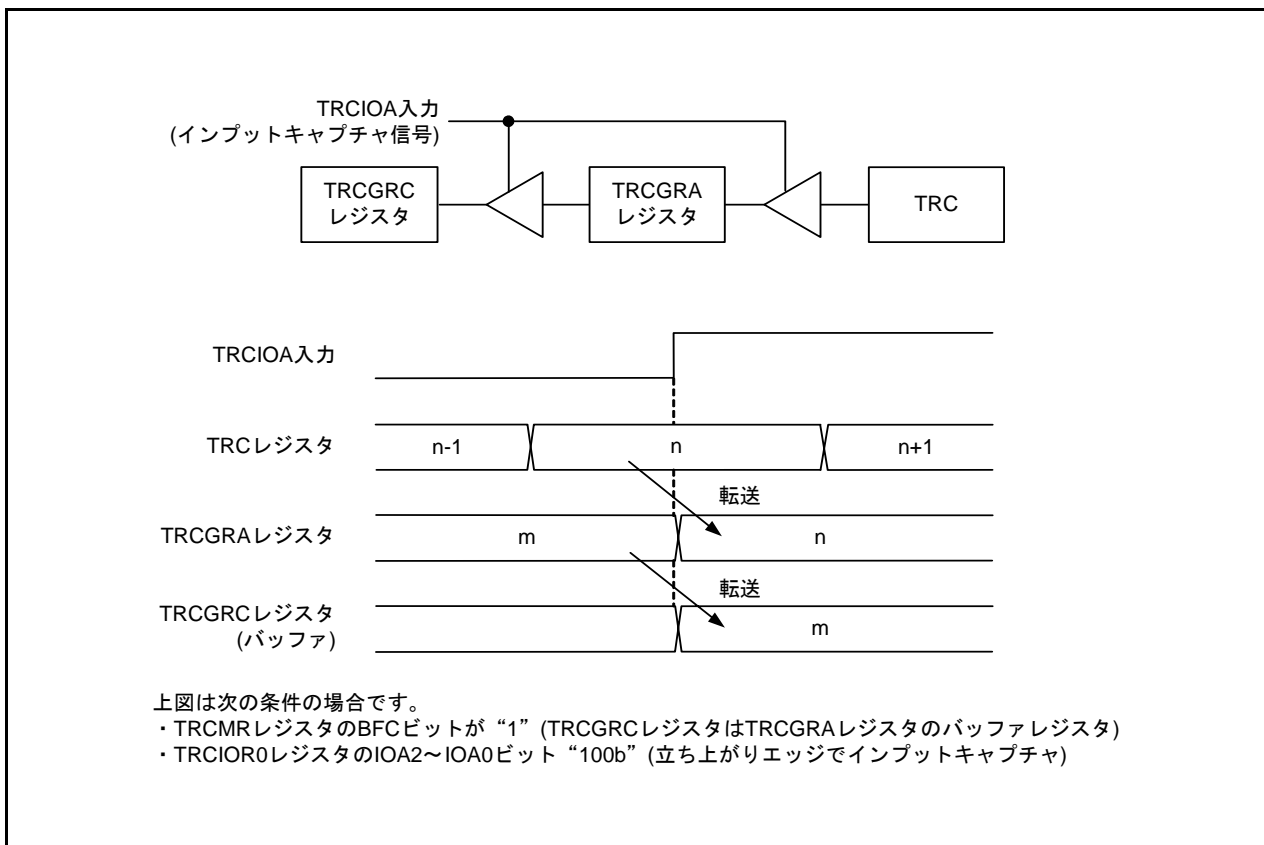 TRCIOA入力
(インプットキャプチャ信号)
TRCGRC
レジスタ
TRCGRA
レジスタ
TRC
TRCIOA入力
TRCレジスタ
n-1
n
n+1
転送
TRCGRAレジスタ
m
n
転送
TRCGRCレジスタ
(バッファ)
m
上図は次の条件の場合です。
・TRCMRレジスタのBFCビットが“1”(TRCGRCレジスタはTRCGRAレジスタのバッファレジスタ)
・TRCIOR0レジスタのIOA2～IOA0ビット“100b”(立ち上がりエッジでインプットキャプチャ)